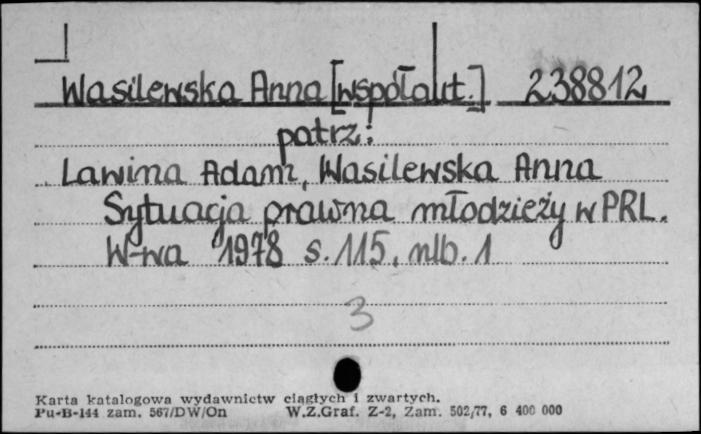 Wasilewska Anna [współaut.] 238812
patrz:
Lawina Adam, Wasilewska Anna
Sytuacja prawna młodzieży w PRL.
W-wa 1978 s. 115, nlb. 1
3
Karta katalogowa wydawnictw ciągłych i zwartych.
Pu-B-144 zam. 567/DW/On W.Z.Graf. Z-2, Zam. 502/77, 6 400 000